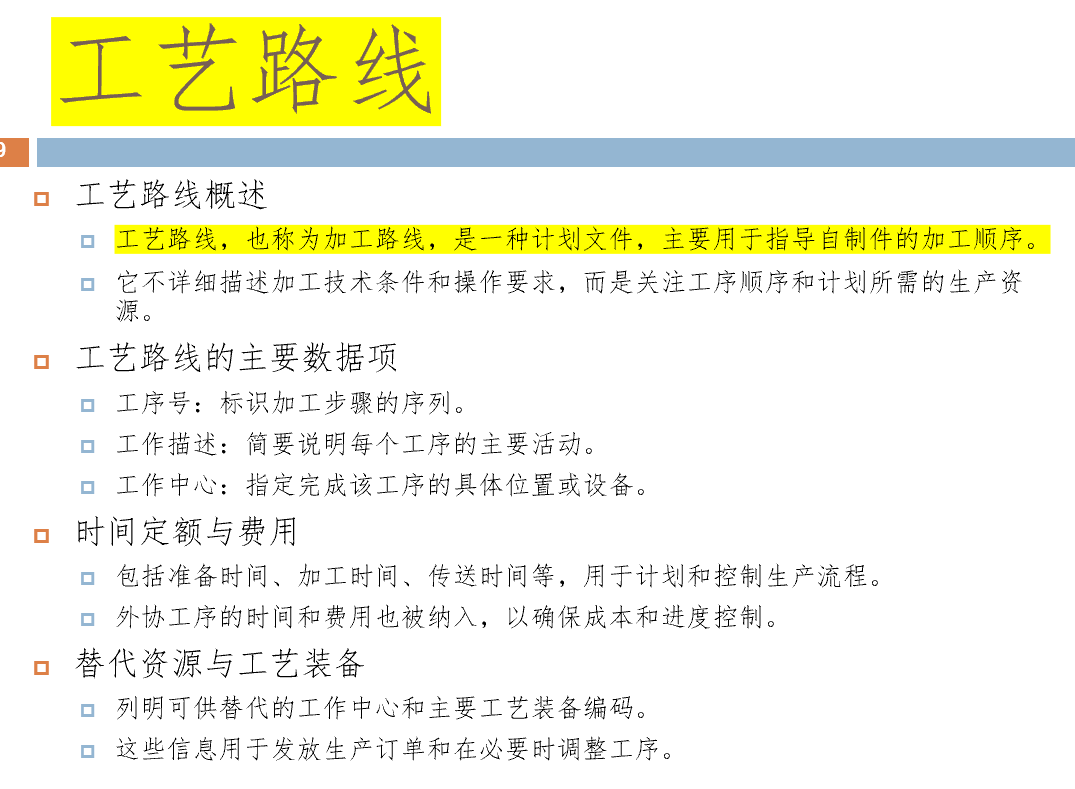 工艺路线
9
工艺路线概述
工艺路线，也称为加工路线，是一种计划文件，主要用于指导自制件的加工顺序。
它不详细描述加工技术条件和操作要求，而是关注工序顺序和计划所需的生产资
源。
工艺路线的主要数据项
工序号：标识加工步骤的序列。
工作描述：简要说明每个工序的主要活动。
工作中心：指定完成该工序的具体位置或设备。
时间定额与费用
包括准备时间、加工时间、传送时间等，用于计划和控制生产流程。
外协工序的时间和费用也被纳入，以确保成本和进度控制。
替代资源与工艺装备
列明可供替代的工作中心和主要工艺装备编码。
这些信息用于发放生产订单和在必要时调整工序。